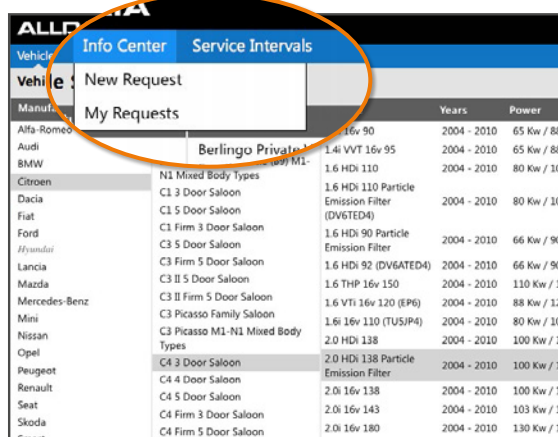 ALLD
Info Center Service Intervals
Vehicle
New Request
My Requests
Years Power
Alfa-Romeo
16v 90 2004 - 2010
Audi
Berlingo Private
1.4i VVT 16v 95 2004 - 2010
BMW
M1-
N1 Mixed Body Types
1.6 HDi 110 2004 - 2010
Citroen
C1 3 Door Saloon
1.6 HDi 110 Particle
Emission Filter
(DV6TED4)
2004 - 2010
Dacia
C1 5 Door Saloon
Fiat
C1 Firm 3 Door Saloon
Ford
C3 5 Door Saloon
1.6 HDi 90 Particle
Emission Filter
2004 - 2010
Hyundai
C3 Firm 5 Door Saloon
Lancia
1.6 HDi 92 (DV6ATED4) 2004 - 2010
Mazda
C3 II 5 Door Saloon
1.6 THP 16v 150 2004 - 2010
Mercedes-Benz
C3 II Firm 5 Door Saloon
1.6 VTi 16v 120 (EP6) 2004 - 2010
Mini
C3 Picasso Family Saloon
1.6i 16v 110 (TU5JP4) 2004 - 2010
Nissan
C3 Picasso M1-N1 Mixed Body
Types
2.0 HDi 138 2004 - 2010
Opel
Peugeot
C4 3 Door Saloon
2.0 HDi 138 Particle
Emission Filter
2004 - 2010
Renault
C4 4 Door Saloon
2.0i 16v 138 2004 - 2010
Seat
C4 5 Door Saloon
2.0i 16v 143 2004 - 2010
Skoda
C4 Firm 3 Door Saloon
2.0i 16v 180 2004 - 2010
C4 Firm 5 Door Saloon
65 Kw /
65 Kw /
80 Kw /
80 Kw /
66 Kw /
66 Kw /
110 Kw /
88 Kw /
80 Kw /
100 Kw /
100 Kw /
100 Kw /
103 Kw /
130 Kw /